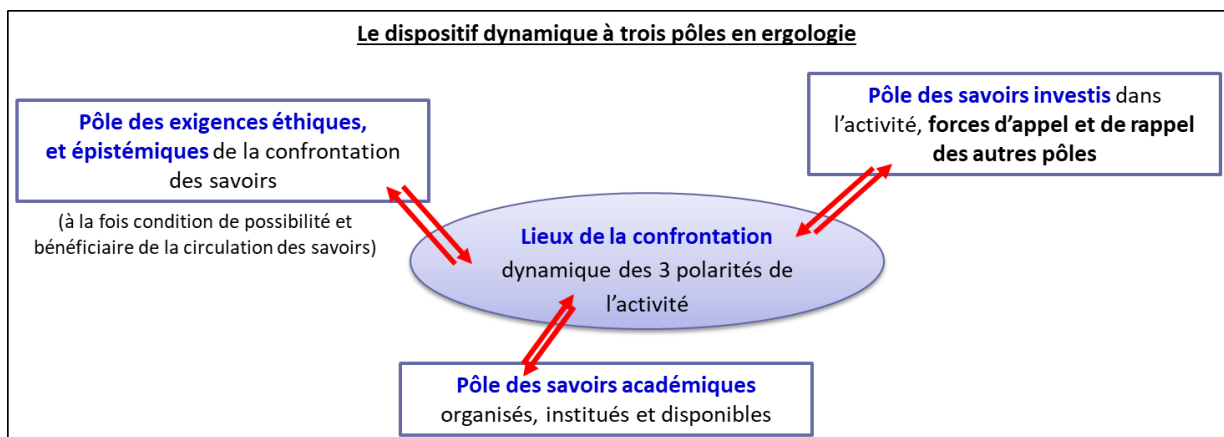 Le dispositif dynamique à trois pôles en ergologie
Pôle des exigences éthiques,
et épistémiques de la confrontation
des savoirs
(à la fois condition de possibilité et
bénéficiaire de la circulation des savoirs)
Pôle des savoirs investis dans
l’activité, forces d’appel et de rappel
des autres pôles
Lieux de la confrontation
dynamique des 3 polarités de
l’activité
Pôle des savoirs académiques
organisés, institués et disponibles